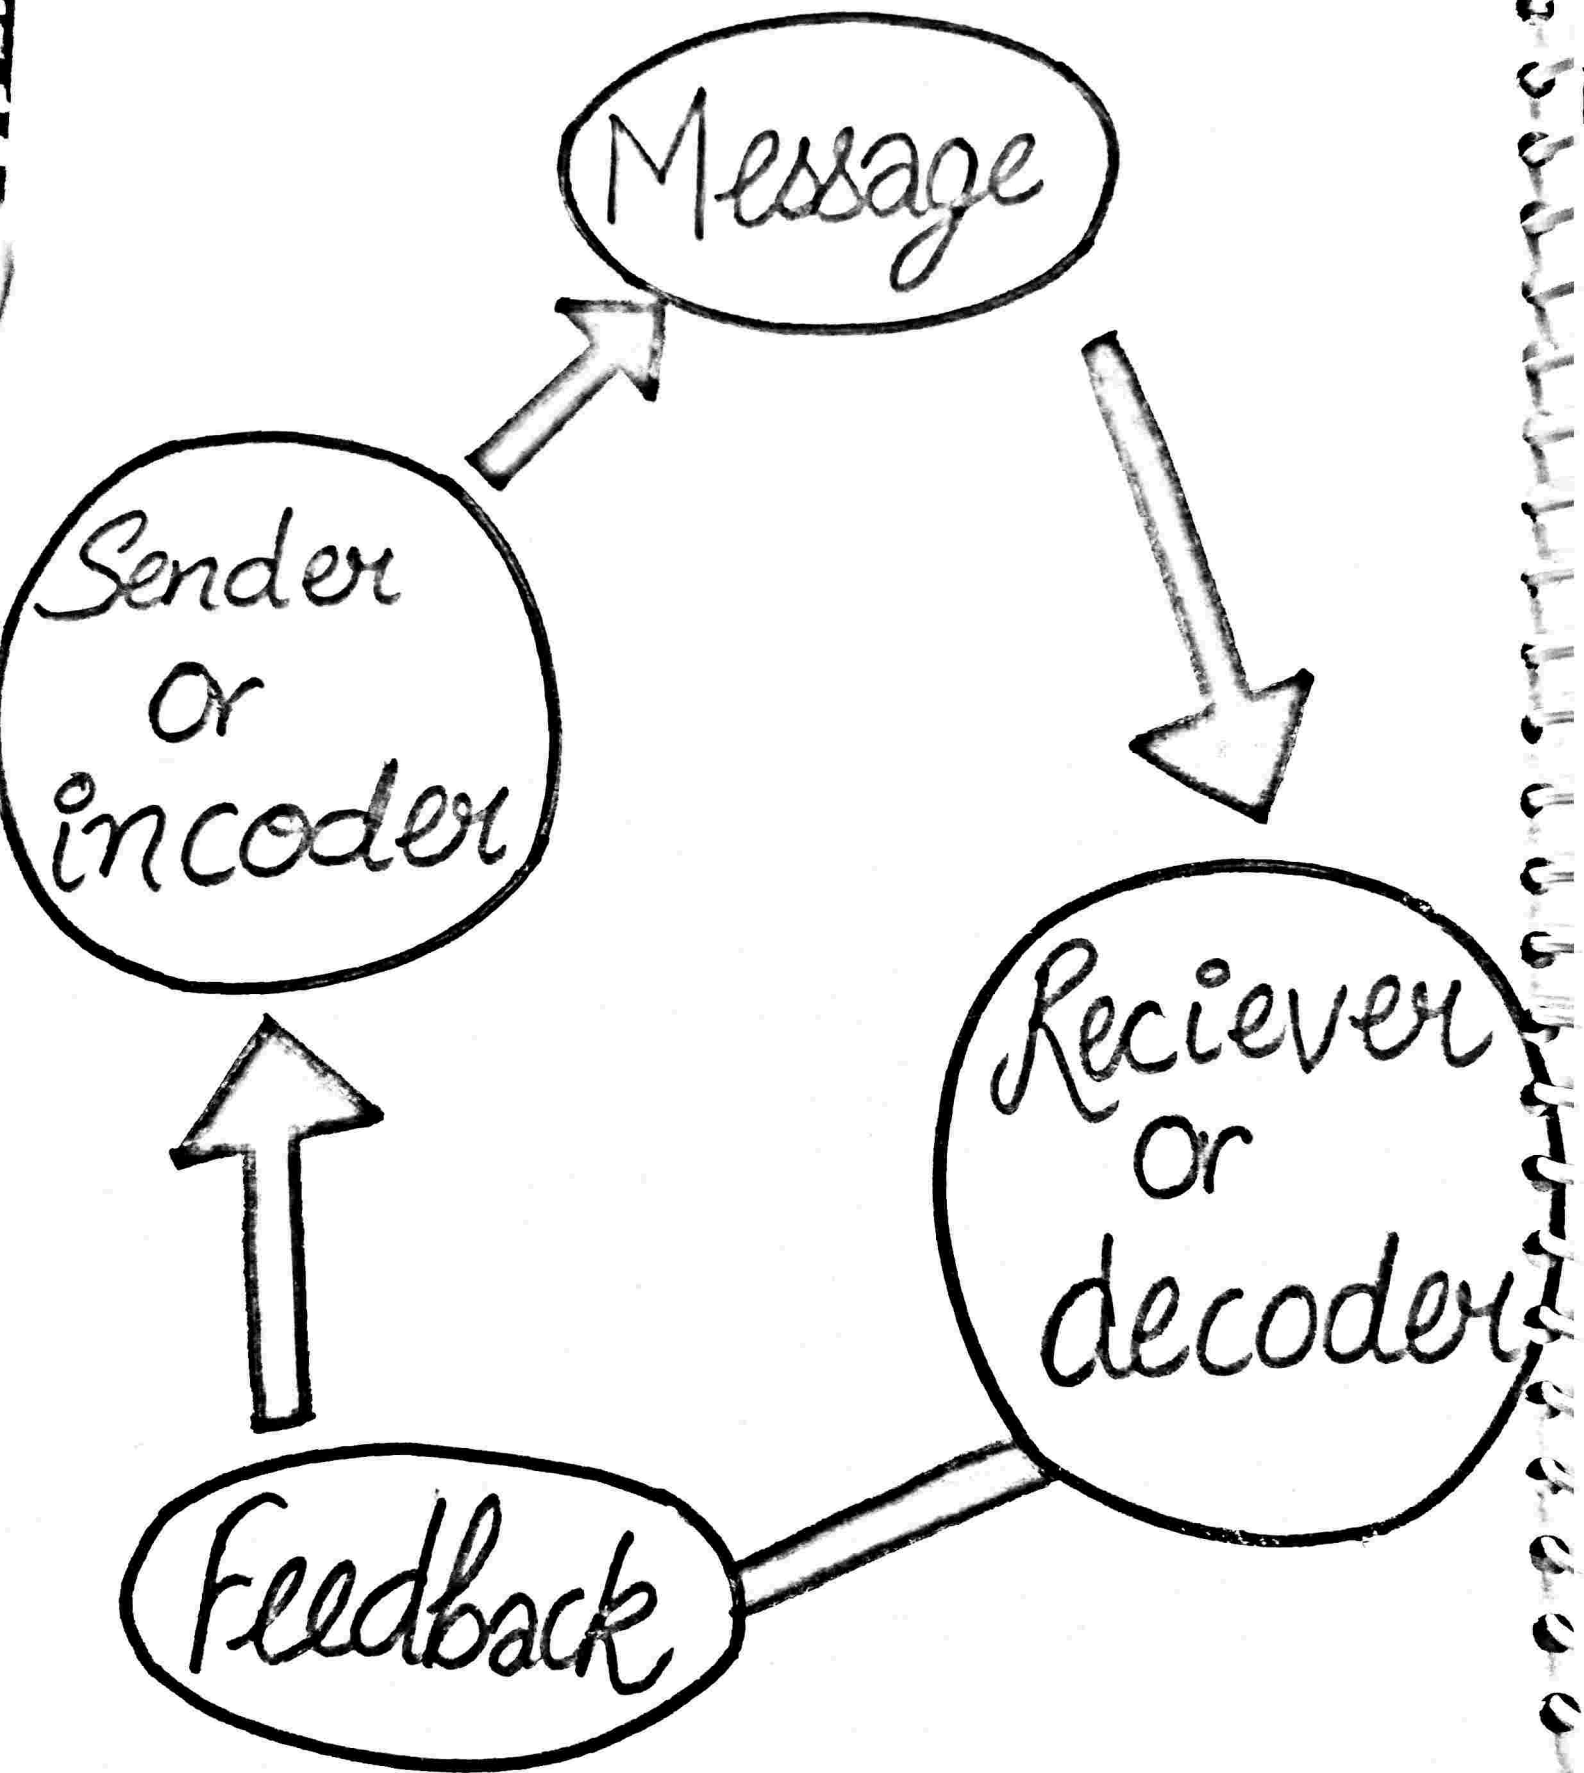 Message
Sender
or
incoder
Reciever
or
decoder
Feedback